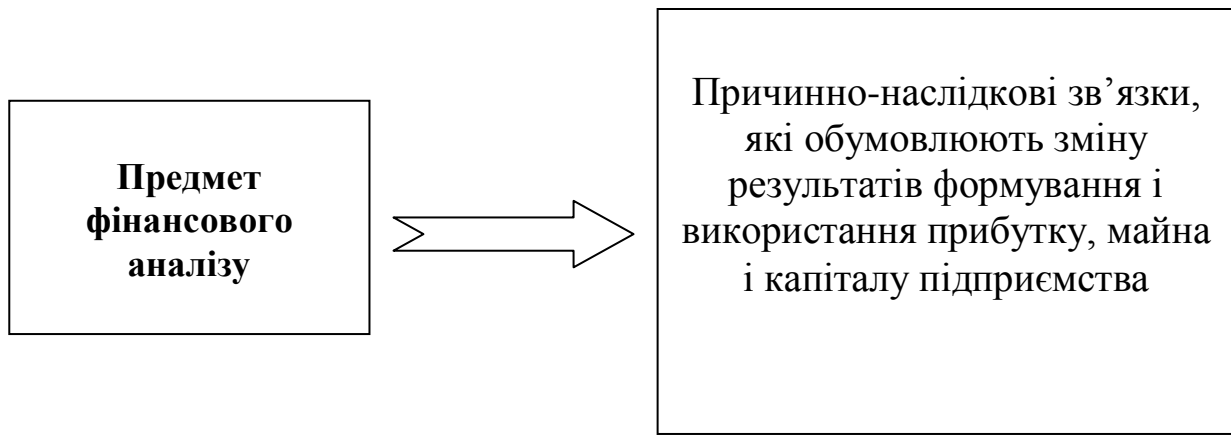 Предмет
фінансового
аналізу
Причинно-наслідкові зв’язки,
які обумовлюють зміну
результатів формування і
використання прибутку, майна
і капіталу підприємства